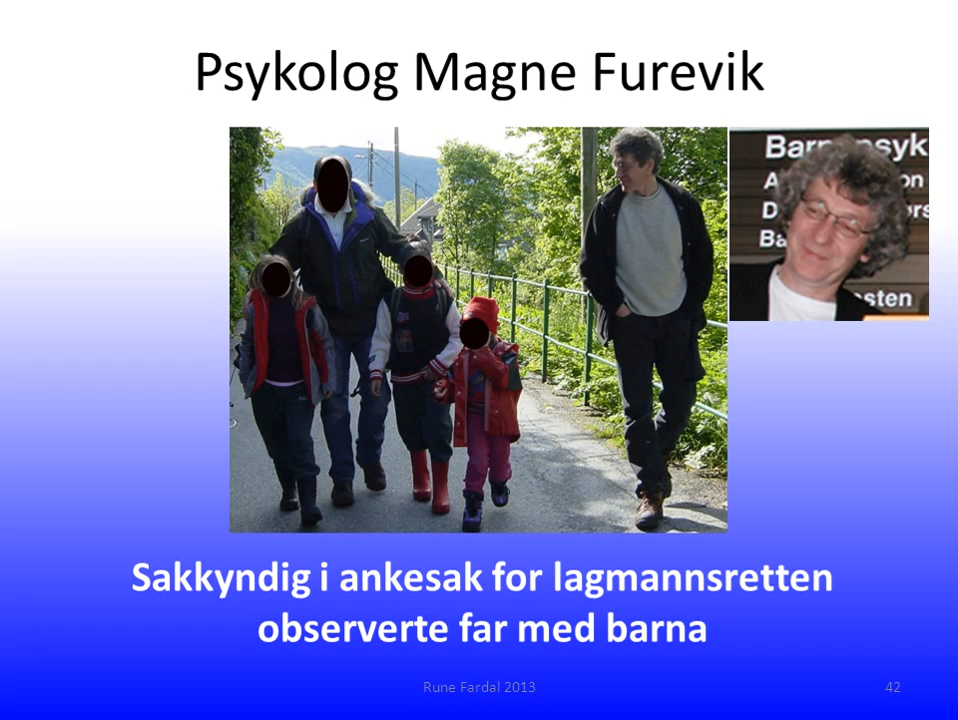 Psykolog Magne Furevik
Sakkyndig i ankesak for lagmannsretten
observerte far med barna
Rune Fardal 2013
42